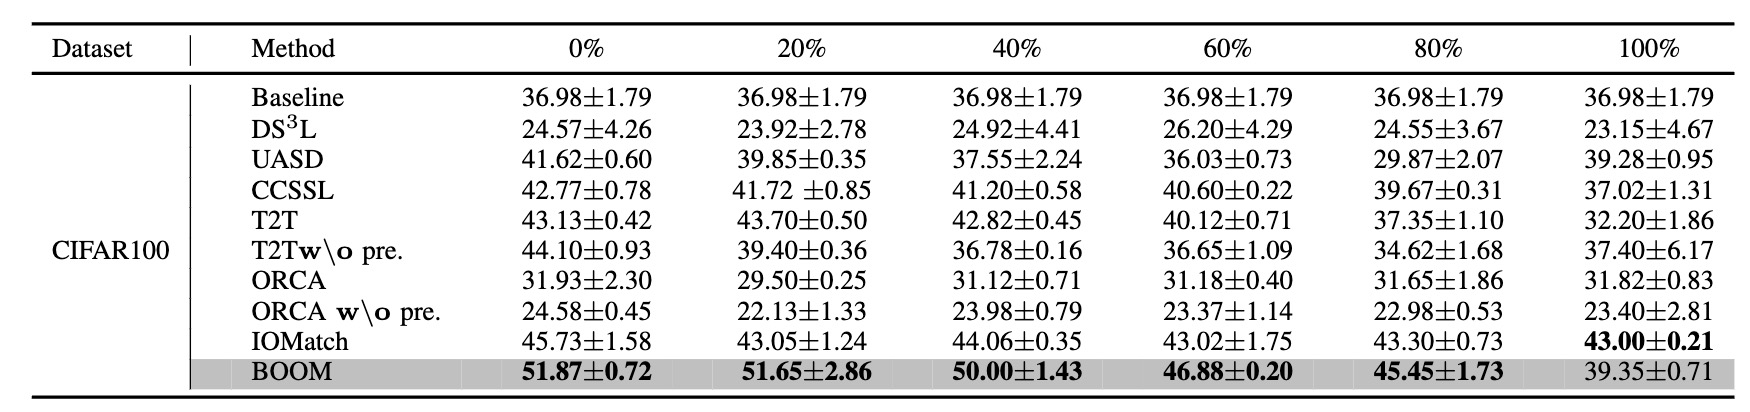 Dataset Method 0% 20% 40% 60% 80% 100%
Baseline 36.98±1.79 36.98±1.79 36.98±1.79 36.98±1.79 36.98±1.79 36.98±1.79
DS³L 24.57±4.26 23.92±2.78 24.92±4.41 26.20±4.29 24.55±3.67 23.15±4.67
UASD 41.62±0.60 39.85±0.35 37.55±2.24 36.03±0.73 29.87±2.07 39.28±0.95
CCSSL 42.77±0.78 41.72 ±0.85 41.20±0.58 40.60±0.22 39.67±0.31 37.02±1.31
T2T 43.13±0.42 43.70±0.50 42.82±0.45 40.12±0.71 37.35±1.10 32.20±1.86
CIFAR100 T2Tw\o pre. 44.10±0.93 39.40±0.36 36.78±0.16 36.65±1.09 34.62±1.68 37.40±6.17
ORCA 31.93±2.30 29.50±0.25 31.12±0.71 31.18±0.40 31.65±1.86 31.82±0.83
ORCA w\o pre. 24.58±0.45 22.13±1.33 23.98±0.79 23.37±1.14 22.98±0.53 23.40±2.81
IOMatch 45.73±1.58 43.05±1.24 44.06±0.35 43.02±1.75 43.30±0.73 43.00±0.21
BOOM 51.87±0.72 51.65±2.86 50.00±1.43 46.88±0.20 45.45±1.73 39.35±0.71